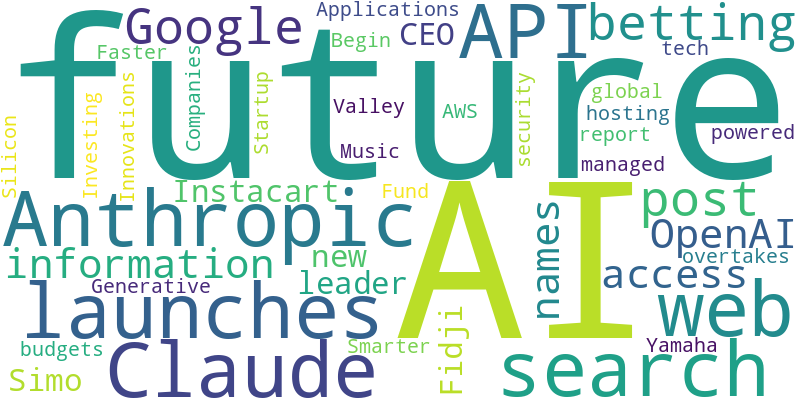 Applications
Google
CEO
API
betting
Faster
Begin
tech
future
Companies
Startup
Valley
AWS
security
global
hosting
report
powered
Silicon
Investing
Innovations
Music
managed
Instacart
Fund
AI
post
Anthropic
names
OpenAI
information
new
overtakes
leader
access
Generative
launches
web
Fidji
budgets
Claude
Smarter
Yamaha
search
Simo